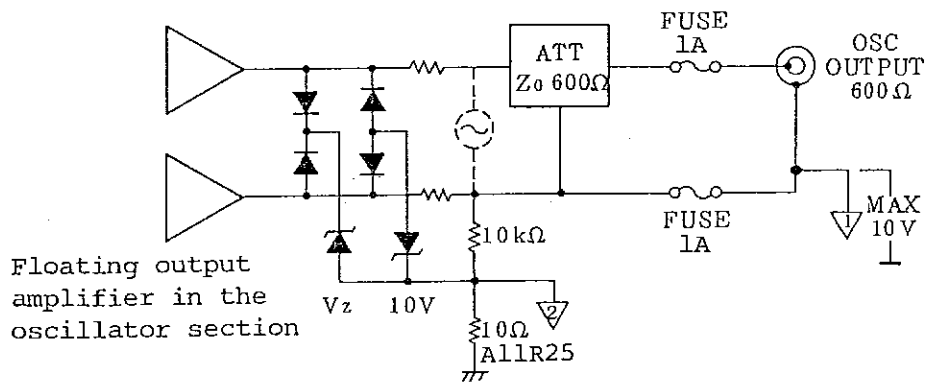 FUSE
1A
ATT
Z₀ 600Ω
OSC
OUTPUT
600Ω
FUSE
1A
1
MAX
10V
10kΩ
Floating output
amplifier in the
oscillator section
Vz
10V
2
10Ω
A11R25